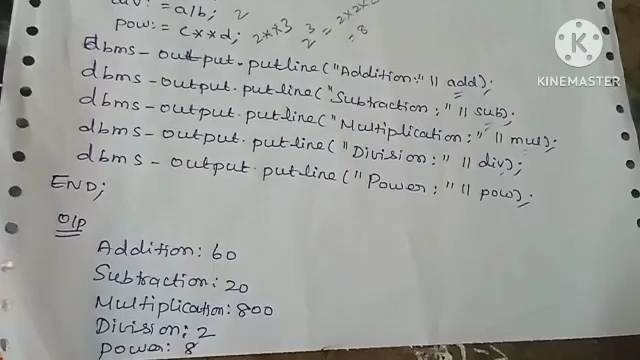 div: = a/b; 2
pow: = c**d; 2**3 2³ = 2x2x2 = 8
dbms - output.putline("Addition:" || add);
dbms - output.putline("Subtraction:" || sub);
dbms - output.putline("Multiplication:" || mul);
dbms - output.putline("Division:" || div);
dbms - output.putline("Power:" || pow);
END;
O/P
Addition: 60
Subtraction: 20
Multiplication: 800
Division: 2
Power: 8
KINEMASTER